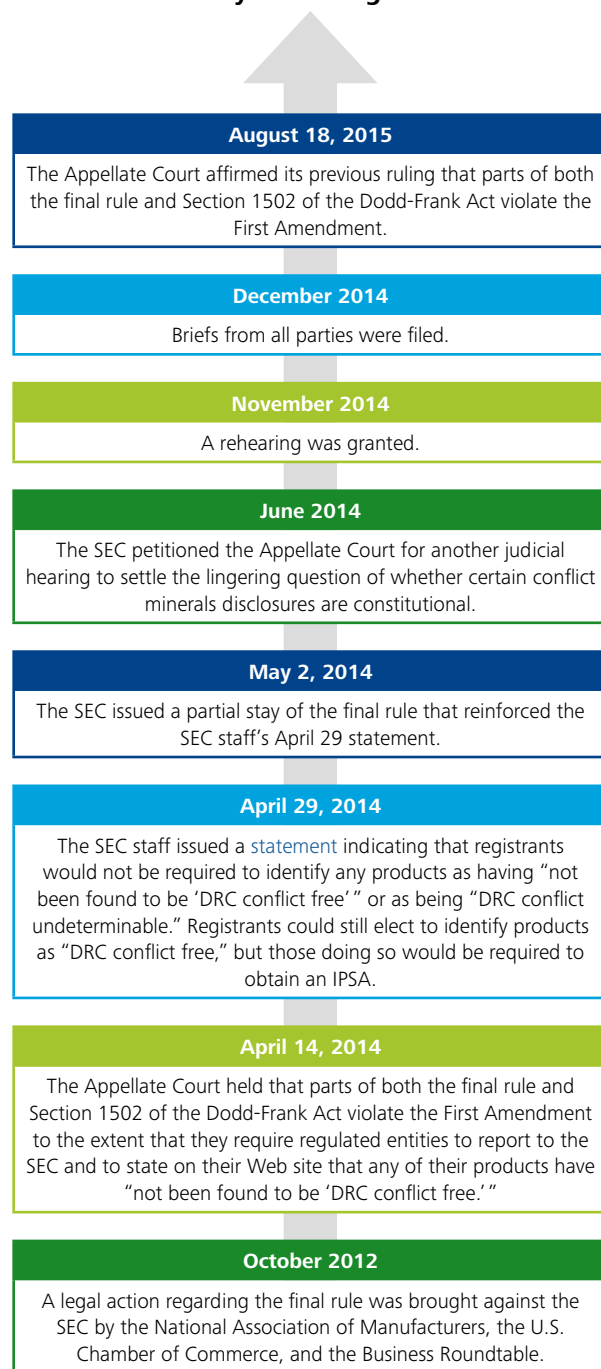 August 18, 2015
The Appellate Court affirmed its previous ruling that parts of both
the final rule and Section 1502 of the Dodd-Frank Act violate the
First Amendment.
December 2014
Briefs from all parties were filed.
November 2014
A rehearing was granted.
June 2014
The SEC petitioned the Appellate Court for another judicial
hearing to settle the lingering question of whether certain conflict
minerals disclosures are constitutional.
May 2, 2014
The SEC issued a partial stay of the final rule that reinforced the
SEC staff’s April 29 statement.
April 29, 2014
The SEC staff issued a statement indicating that registrants
would not be required to identify any products as having “not
been found to be ‘DRC conflict free’ ” or as being “DRC conflict
undeterminable.” Registrants could still elect to identify products
as “DRC conflict free,” but those doing so would be required to
obtain an IPSA.
April 14, 2014
The Appellate Court held that parts of both the final rule and
Section 1502 of the Dodd-Frank Act violate the First Amendment
to the extent that they require regulated entities to report to the
SEC and to state on their Web site that any of their products have
“not been found to be ‘DRC conflict free.’ ”
October 2012
A legal action regarding the final rule was brought against the
SEC by the National Association of Manufacturers, the U.S.
Chamber of Commerce, and the Business Roundtable.